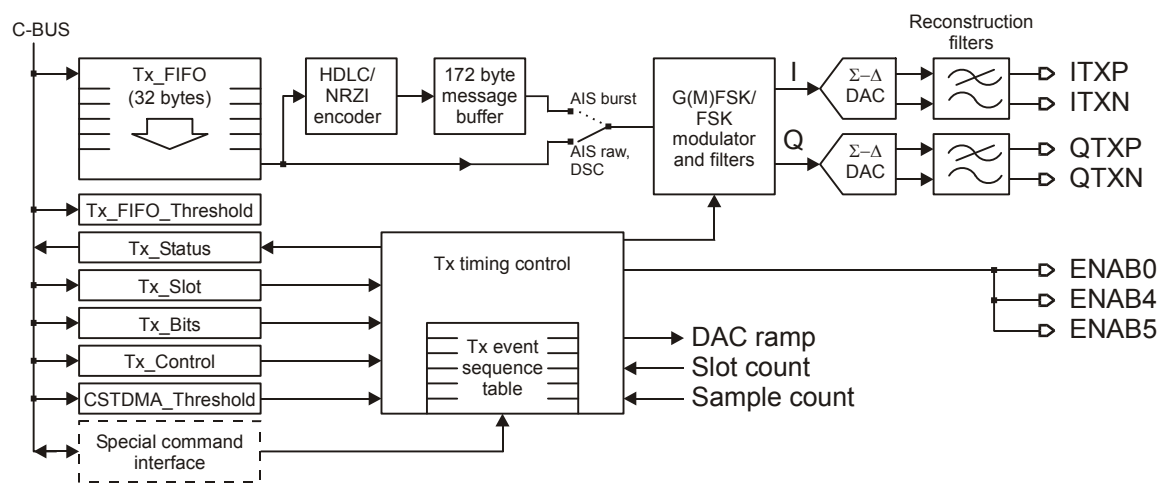 C-BUS
Tx_FIFO
(32 bytes)
HDLC/
NRZI
encoder
172 byte
message
buffer
AIS burst
AIS raw,
DSC
G(M)FSK/
FSK
modulator
and filters
I
Q
Σ–Δ
DAC
Σ–Δ
DAC
Reconstruction
filters
ITXP
ITXN
QTXP
QTXN
Tx_FIFO_Threshold
Tx_Status
Tx_Slot
Tx_Bits
Tx_Control
CSTDMA_Threshold
Special command
interface
Tx timing control
Tx event
sequence
table
ENAB0
ENAB4
ENAB5
DAC ramp
Slot count
Sample count